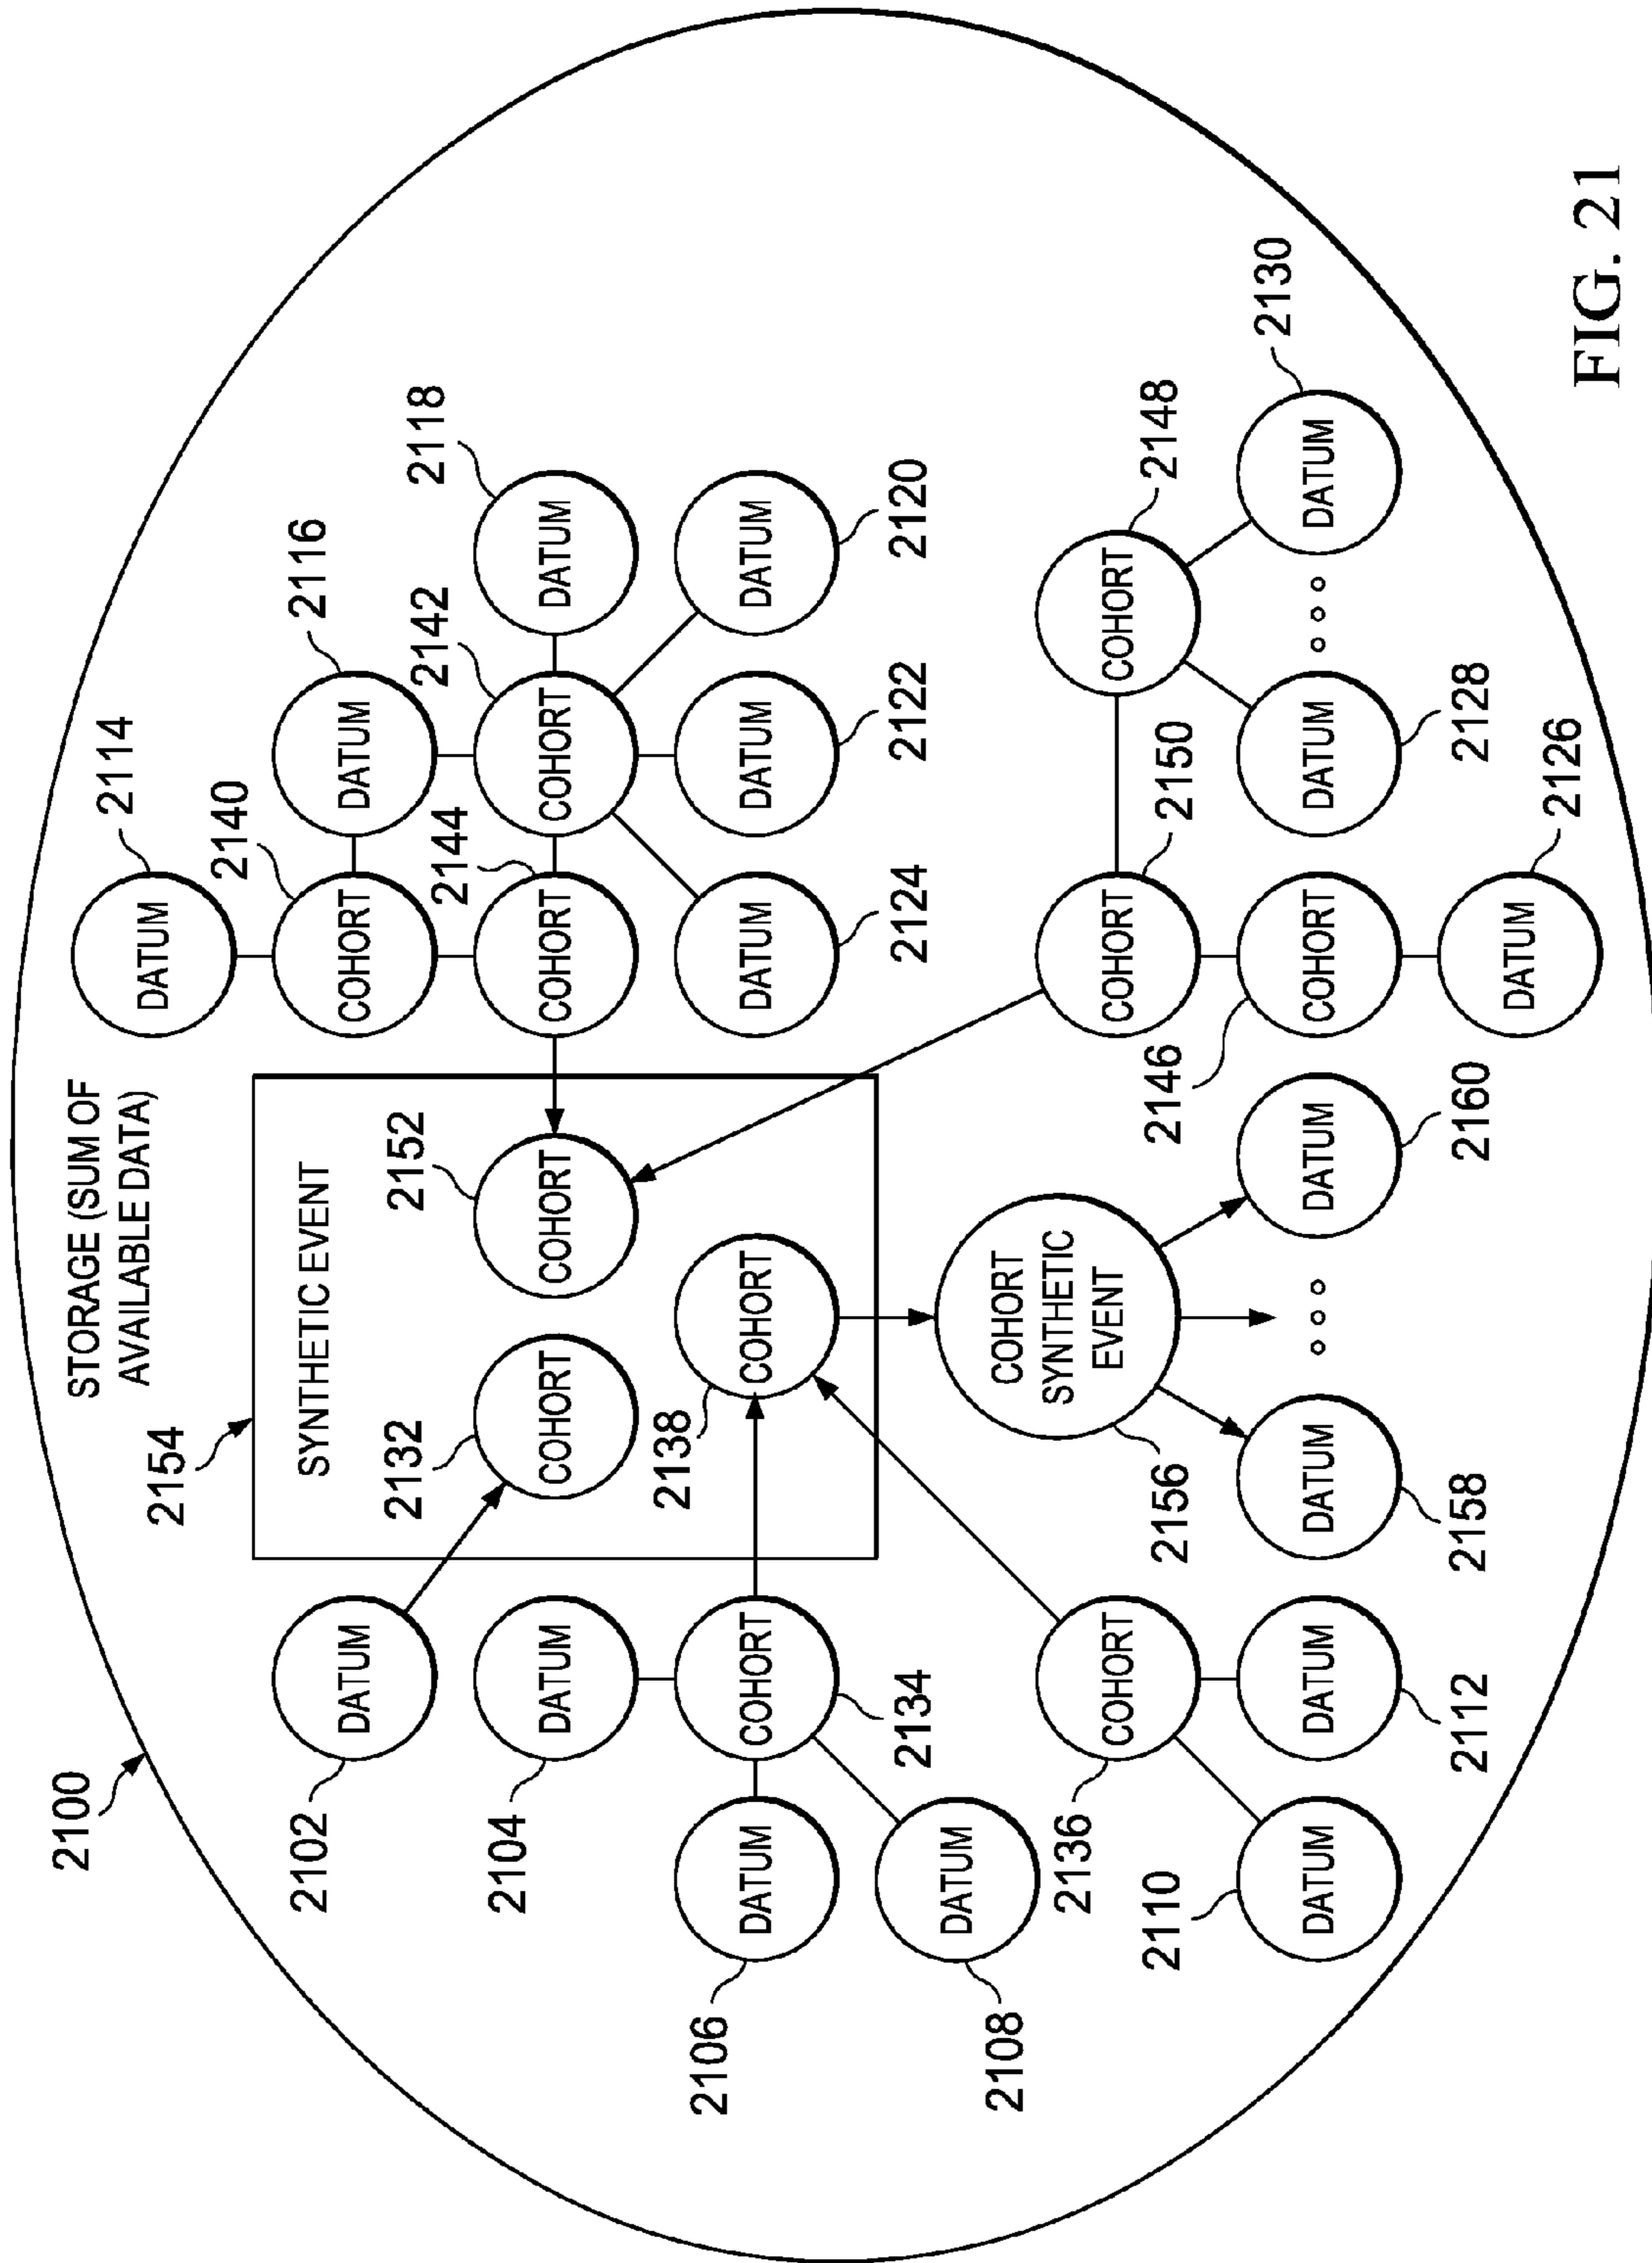 2100
STORAGE (SUM OF
AVAILABLE DATA)
2154
SYNTHETIC EVENT
2102
DATUM
2104
DATUM
2106
DATUM
2108
DATUM
COHORT
2134
2136
COHORT
2110
DATUM
DATUM
2112
2132
COHORT
2152
COHORT
2138
COHORT
2156
COHORT
SYNTHETIC
EVENT
DATUM
2158
DATUM
2160
2114
DATUM
2140
COHORT
2116
DATUM
2144
COHORT
2142
COHORT
2118
DATUM
DATUM
2120
DATUM
2122
DATUM
2124
COHORT
2150
2146
COHORT
DATUM
2126
COHORT
2148
DATUM
2128
DATUM
2130
FIG. 21